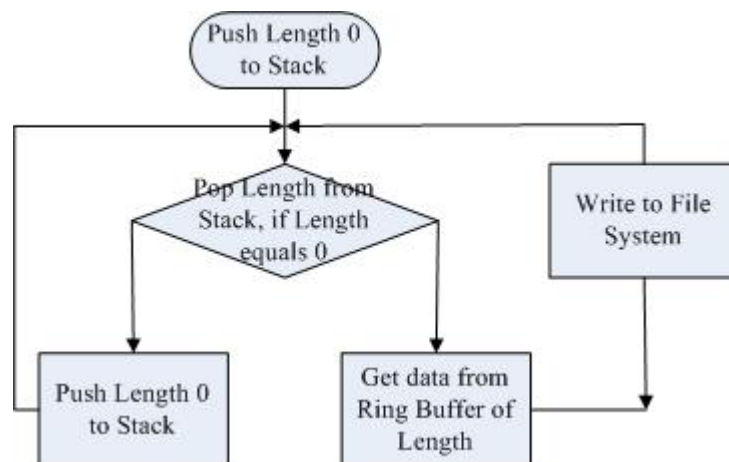 Push Length 0
to Stack
Pop Length from
Stack, if Length
equals 0
Write to File
System
Push Length 0
to Stack
Get data from
Ring Buffer of
Length